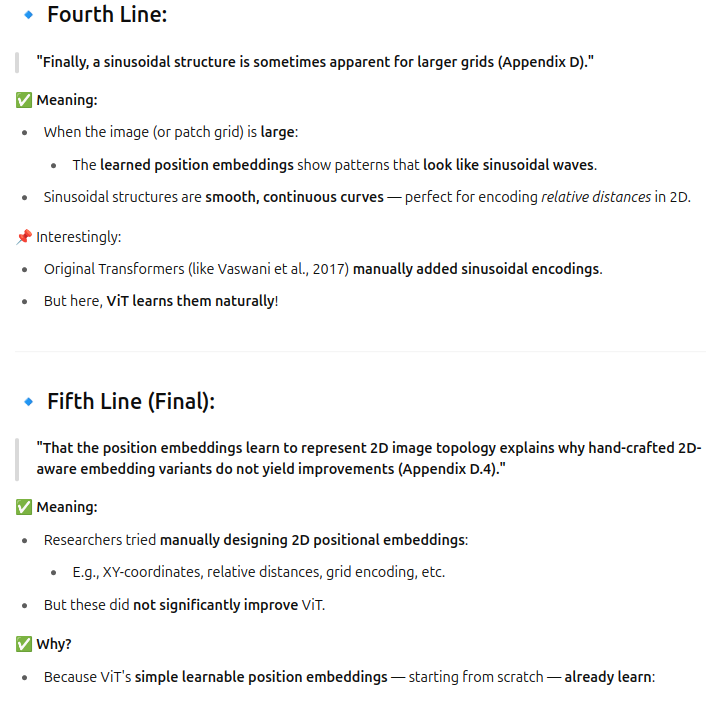 🔹 Fourth Line:
"Finally, a sinusoidal structure is sometimes apparent for larger grids (Appendix D)."
✅ Meaning:
• When the image (or patch grid) is large:
• The learned position embeddings show patterns that look like sinusoidal waves.
• Sinusoidal structures are smooth, continuous curves — perfect for encoding relative distances in 2D.
📌 Interestingly:
• Original Transformers (like Vaswani et al., 2017) manually added sinusoidal encodings.
• But here, ViT learns them naturally!
🔹 Fifth Line (Final):
"That the position embeddings learn to represent 2D image topology explains why hand-crafted 2D-
aware embedding variants do not yield improvements (Appendix D.4)."
✅ Meaning:
• Researchers tried manually designing 2D positional embeddings:
• E.g., XY-coordinates, relative distances, grid encoding, etc.
• But these did not significantly improve ViT.
✅ Why?
• Because ViT's simple learnable position embeddings — starting from scratch — already learn: